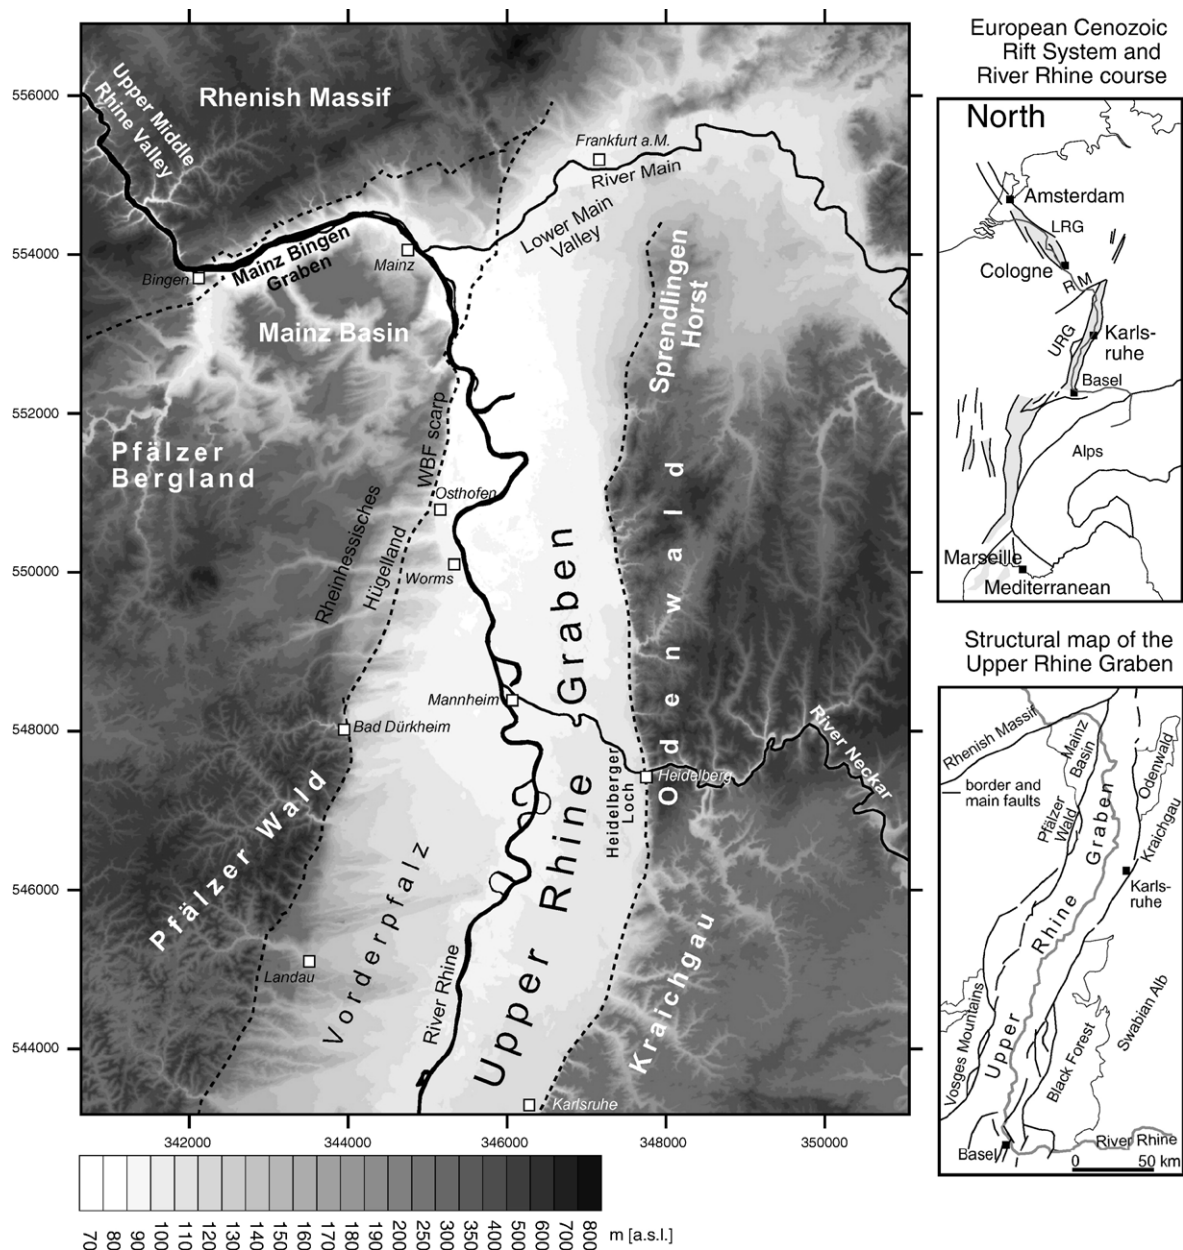 European Cenozoic
Rift System and
River Rhine course
North
Amsterdam
LRG
Cologne
RM
URG
Karls-
ruhe
Basel
Alps
Marseille
Mediterranean
556000
554000
552000
550000
548000
546000
544000
Upper Middle
Rhine Valley
Rhenish Massif
Frankfurt a.M.
River Main
Lower Main
Valley
Bingen
Mainz Bingen
Graben
Mainz
Mainz Basin
Sprendlingen
Horst
Pfälzer
Bergland
WBF scarp
Osthofen
Rheinhessisches
Hügelland
Worms
Odenwald
Mannheim
Bad Dürkheim
River Neckar
Heidelberg
Heidelberger
Loch
Pfälzer Wald
Vorderpfalz
Landau
River Rhine
Upper Rhine Graben
Kraichgau
Karlsruhe
342000
344000
346000
348000
350000
70
80
90
100
110
120
130
140
150
160
170
180
190
200
250
300
350
400
500
600
700
800
m [a.s.l.]
Structural map of the
Upper Rhine Graben
Rhenish Massif
Mainz
Basin
border and
main faults
Odenwald
Pfälzer
Wald
Kraichgau
Karls-
ruhe
Upper Rhine Graben
Vosges Mountains
Black Forest
Swabian Alb
Basel
River Rhine
0 50 km